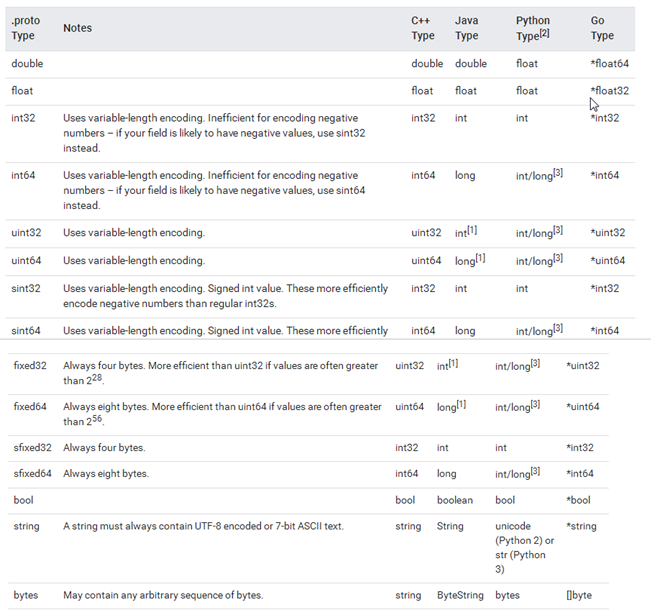 .proto Type Notes C++ Type Java Type Python Type[2] Go Type
double double double float *float64
float float float float *float32
int32 Uses variable-length encoding. Inefficient for encoding negative int32 int int *int32
numbers – if your field is likely to have negative values, use sint32
instead.
int64 Uses variable-length encoding. Inefficient for encoding negative int64 long int/long[3] *int64
numbers – if your field is likely to have negative values, use sint64
instead.
uint32 Uses variable-length encoding. uint32 int[1] int/long[3] *uint32
uint64 Uses variable-length encoding. uint64 long[1] int/long[3] *uint64
sint32 Uses variable-length encoding. Signed int value. These more efficiently int32 int int *int32
encode negative numbers than regular int32s.
sint64 Uses variable-length encoding. Signed int value. These more efficiently int64 long int/long[3] *int64
fixed32 Always four bytes. More efficient than uint32 if values are often greater uint32 int[1] int/long[3] *uint32
than 2^28.
fixed64 Always eight bytes. More efficient than uint64 if values are often greater uint64 long[1] int/long[3] *uint64
than 2^56.
sfixed32 Always four bytes. int32 int int *int32
sfixed64 Always eight bytes. int64 long int/long[3] *int64
bool bool boolean bool *bool
string A string must always contain UTF-8 encoded or 7-bit ASCII text. string String unicode *string
(Python 2) or
str (Python
3)
bytes May contain any arbitrary sequence of bytes. string ByteString bytes []byte